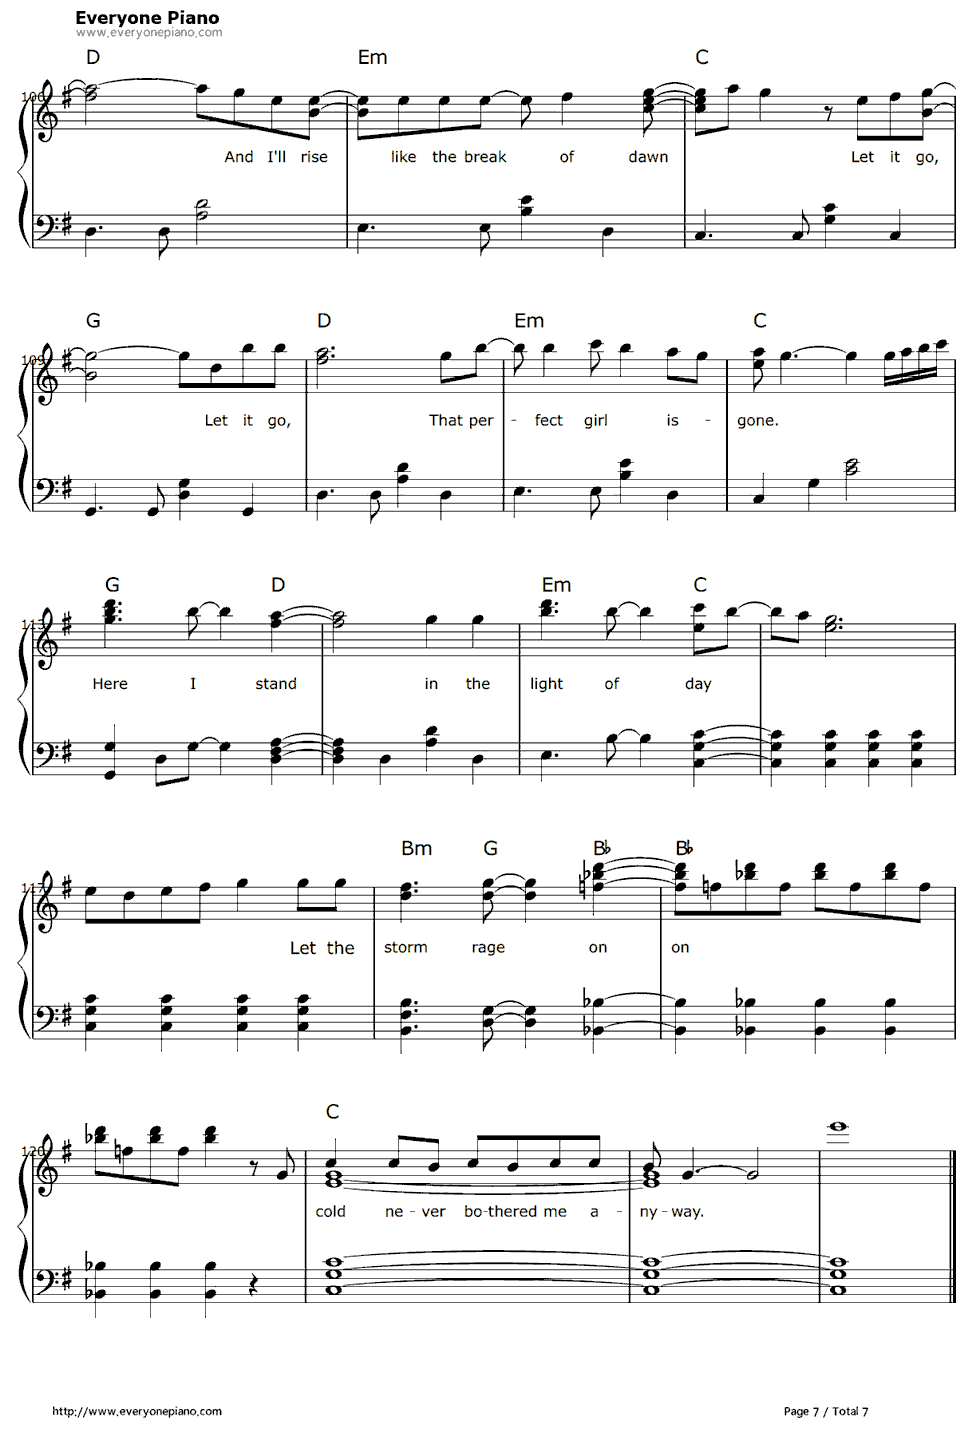 Everyone Piano
www.everyonepiano.com
D Em C
106
And I'll rise like the break of dawn Let it go,
G D Em C
109
Let it go, That per - fect girl is - gone.
G D Em C
113
Here I stand in the light of day
Bm G B♭ B♭
117
Let the storm rage on on
C
120
cold ne - ver bo-thered me a - ny-way.
http://www.everyonepiano.com Page 7 / Total 7